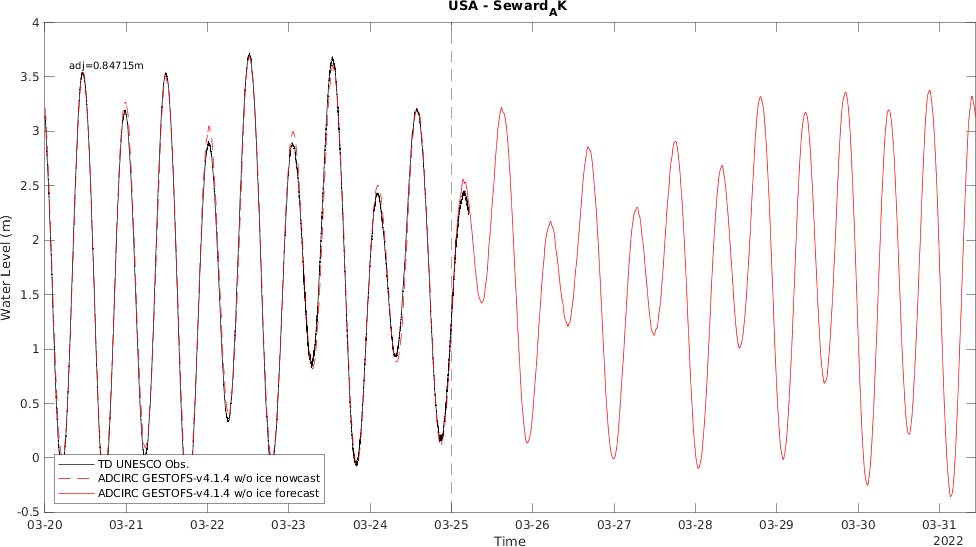 USA - Seward_AK
adj=0.84715m
4
3.5
3
2.5
2
1.5
1
0.5
0
-0.5
Water Level (m)
TD UNESCO Obs.
ADCIRC GESTOFS-v4.1.4 w/o ice nowcast
ADCIRC GESTOFS-v4.1.4 w/o ice forecast
03-20 03-21 03-22 03-23 03-24 03-25 03-26 03-27 03-28 03-29 03-30 03-31
Time
2022